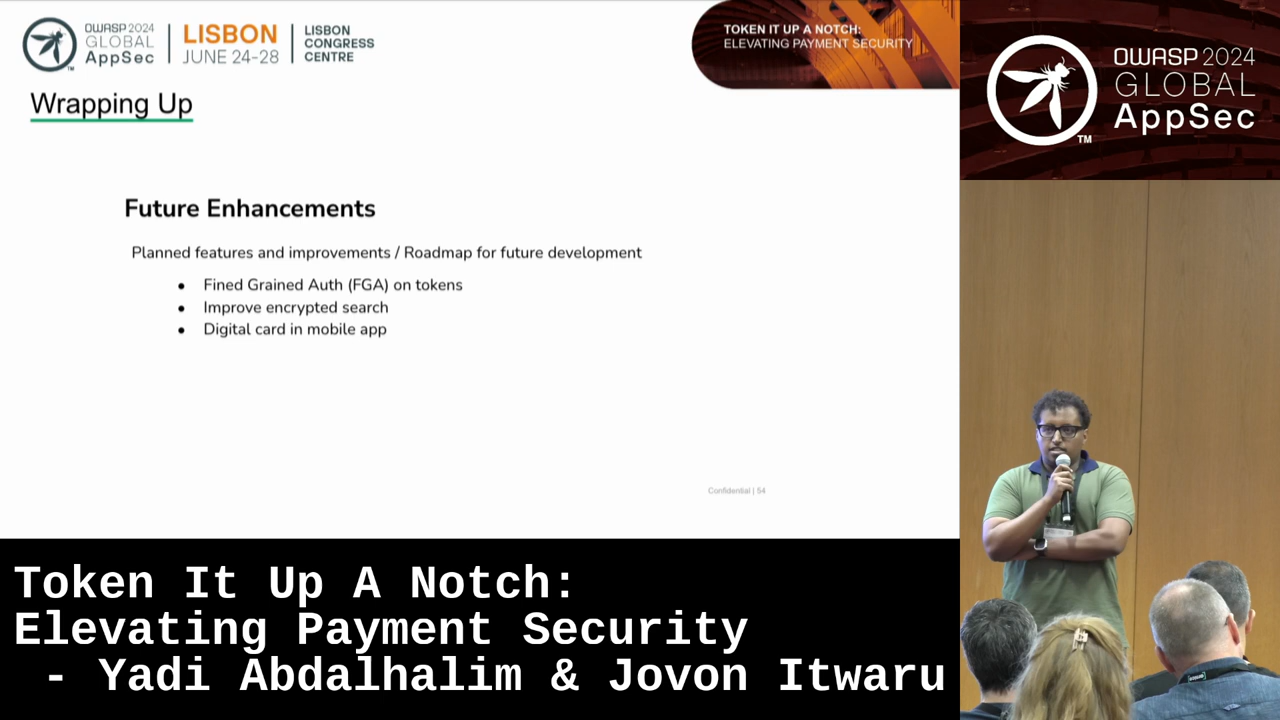 OWASP 2024
GLOBAL
AppSec
TM
LISBON
JUNE 24-28
LISBON
CONGRESS
CENTRE
TOKEN IT UP A NOTCH:
ELEVATING PAYMENT SECURITY
Wrapping Up
Future Enhancements
Planned features and improvements / Roadmap for future development
• Fined Grained Auth (FGA) on tokens
• Improve encrypted search
• Digital card in mobile app
Confidential | 54
OWASP 2024
GLOBAL
AppSec
TM
Token It Up A Notch:
Elevating Payment Security
- Yadi Abdalhalim & Jovon Itwaru